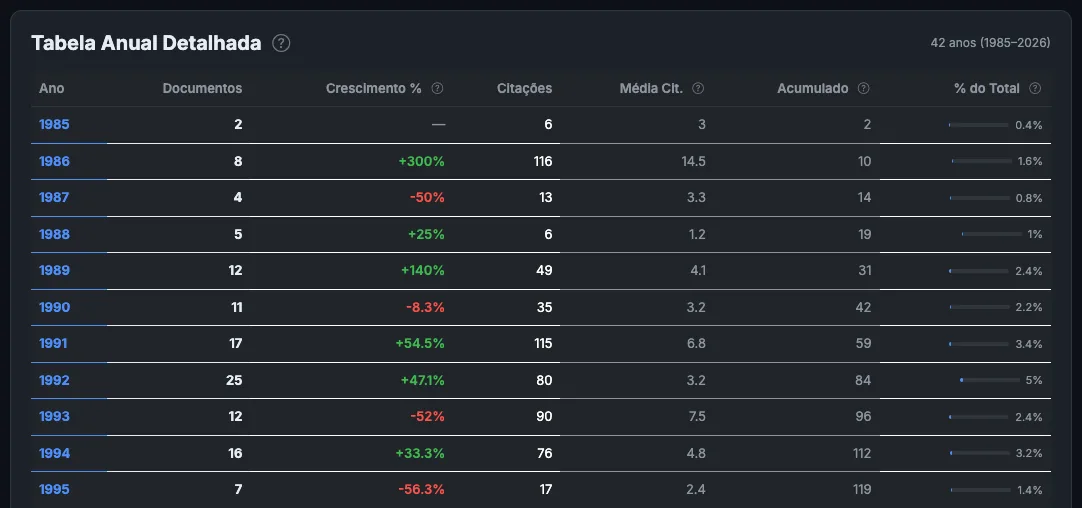 Tabela Anual Detalhada ? 42 anos (1985–2026)
Ano Documentos Crescimento % ? Citações Média Cit. ? Acumulado ? % do Total ?
1985 2 — 6 3 2 0.4%
1986 8 +300% 116 14.5 10 1.6%
1987 4 -50% 13 3.3 14 0.8%
1988 5 +25% 6 1.2 19 1%
1989 12 +140% 49 4.1 31 2.4%
1990 11 -8.3% 35 3.2 42 2.2%
1991 17 +54.5% 115 6.8 59 3.4%
1992 25 +47.1% 80 3.2 84 5%
1993 12 -52% 90 7.5 96 2.4%
1994 16 +33.3% 76 4.8 112 3.2%
1995 7 -56.3% 17 2.4 119 1.4%